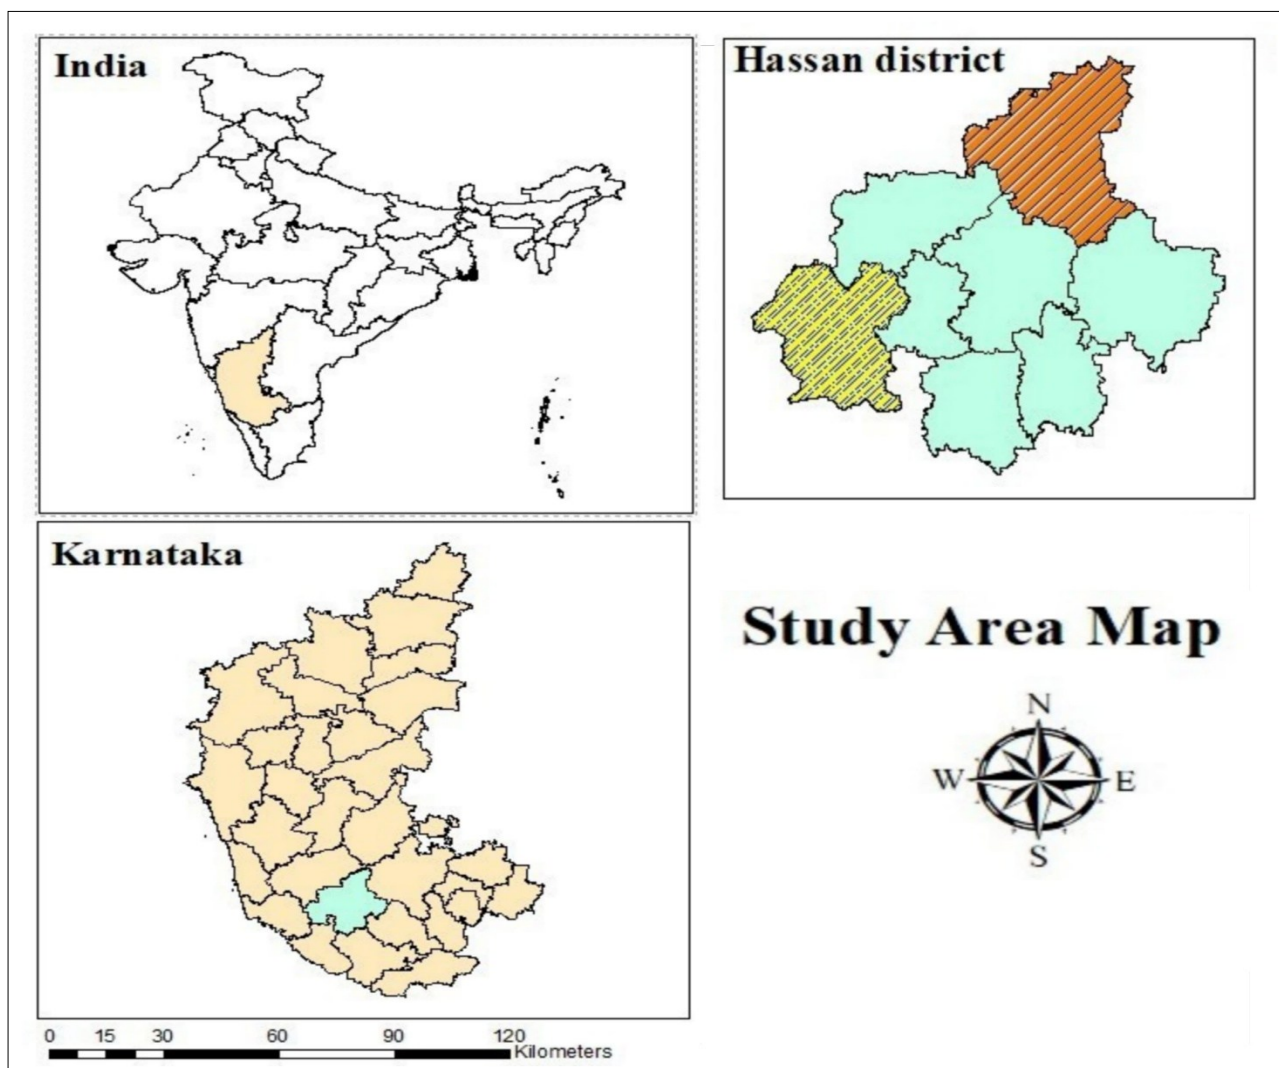 India
Hassan district
Karnataka
Study Area Map
N
W E
S
0 15 30 60 90 120
Kilometers